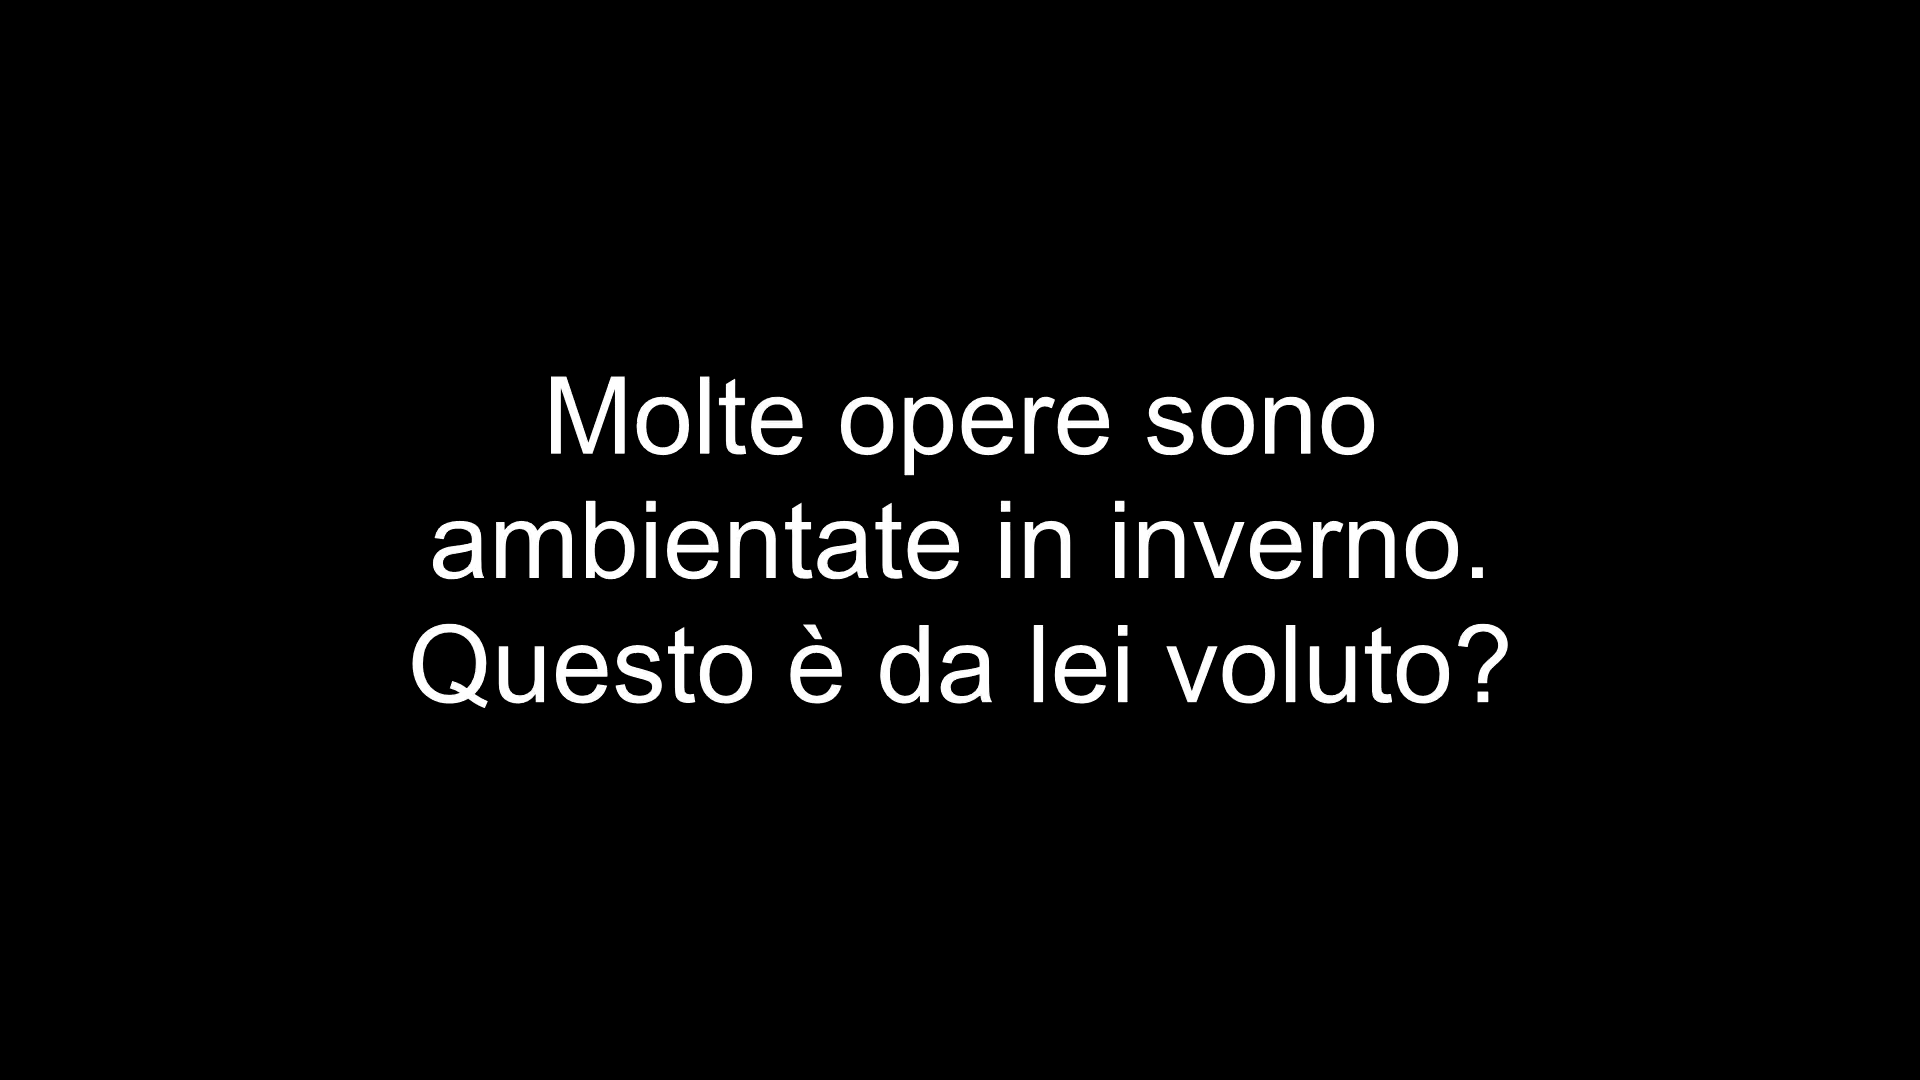 Molte opere sono
ambientate in inverno.
Questo è da lei voluto?